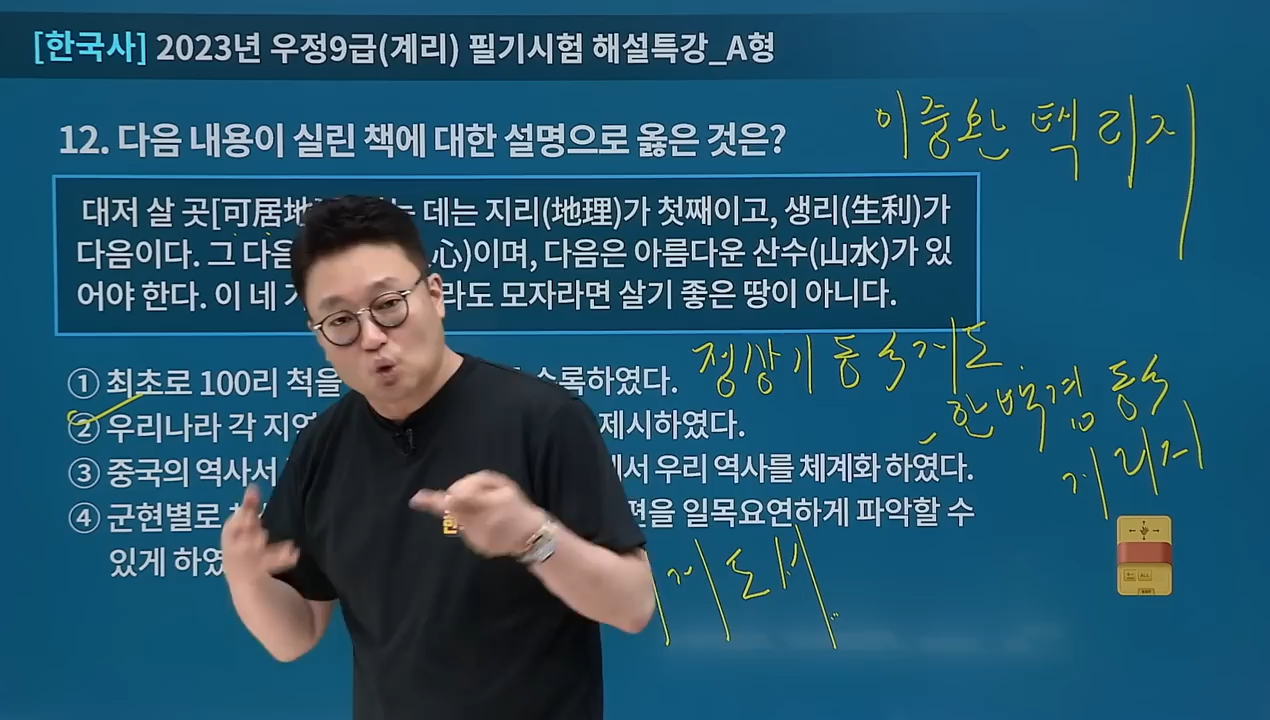 [한국사] 2023년 우정9급(계리) 필기시험 해설특강_A형
이중환 택리지
12. 다음 내용이 실린 책에 대한 설명으로 옳은 것은?
대저 살 곳[可居地] 는 데는 지리(地理)가 첫째이고, 생리(生利)가
다음이다. 그 다음 心)이며, 다음은 아름다운 산수(山水)가 있
어야 한다. 이 네 가 라도 모자라면 살기 좋은 땅이 아니다.
정상기 동국지도
① 최초로 100리 척을 수록하였다.
한백겸 동국
지리지
② 우리나라 각 지역 제시하였다.
③ 중국의 역사서 에서 우리 역사를 체계화 하였다.
④ 군현별로 편을 일목요연하게 파악할 수
있게 하였
지도서